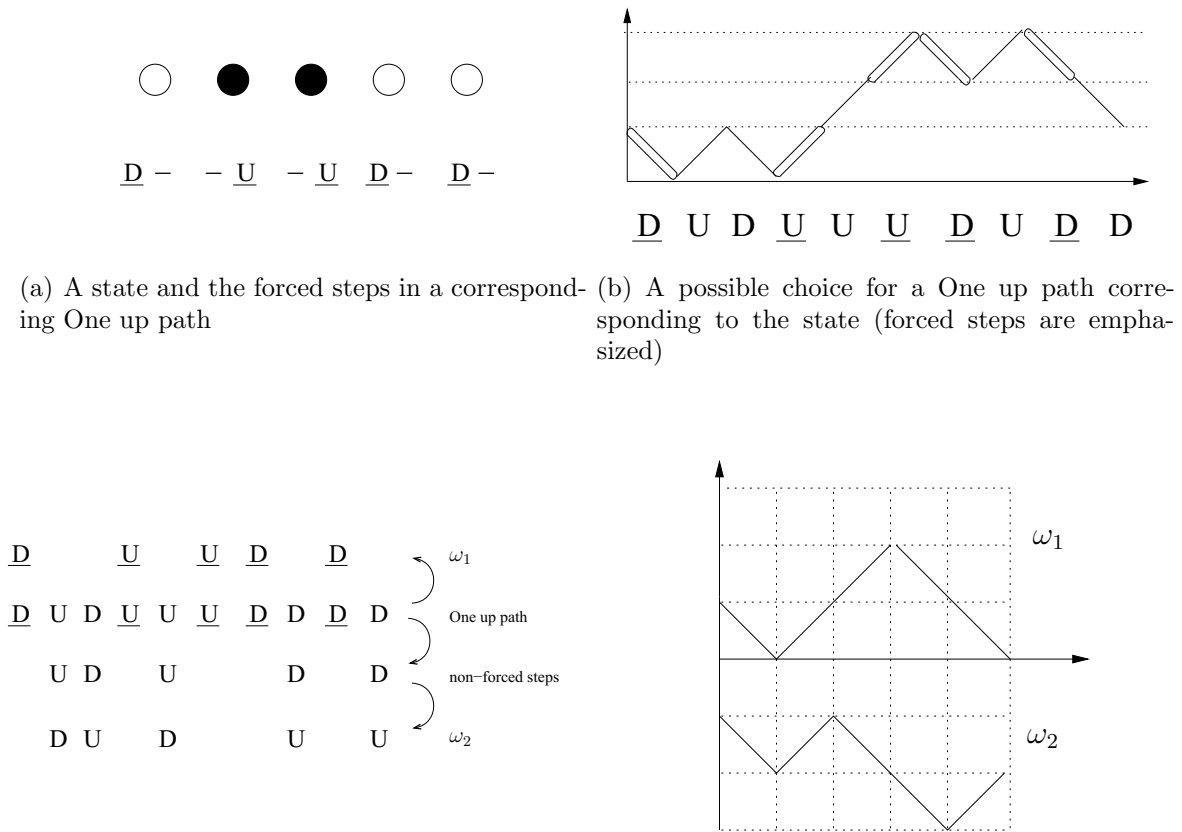 D – – U – U D – D –
D U D U U U D U D D
(a) A state and the forced steps in a correspond-
ing One up path
(b) A possible choice for a One up path corre-
sponding to the state (forced steps are empha-
sized)
D U U D D ω₁
D U D U U U D D D D One up path
U D U D D non–forced steps
D U D U U ω₂
ω₁
ω₂